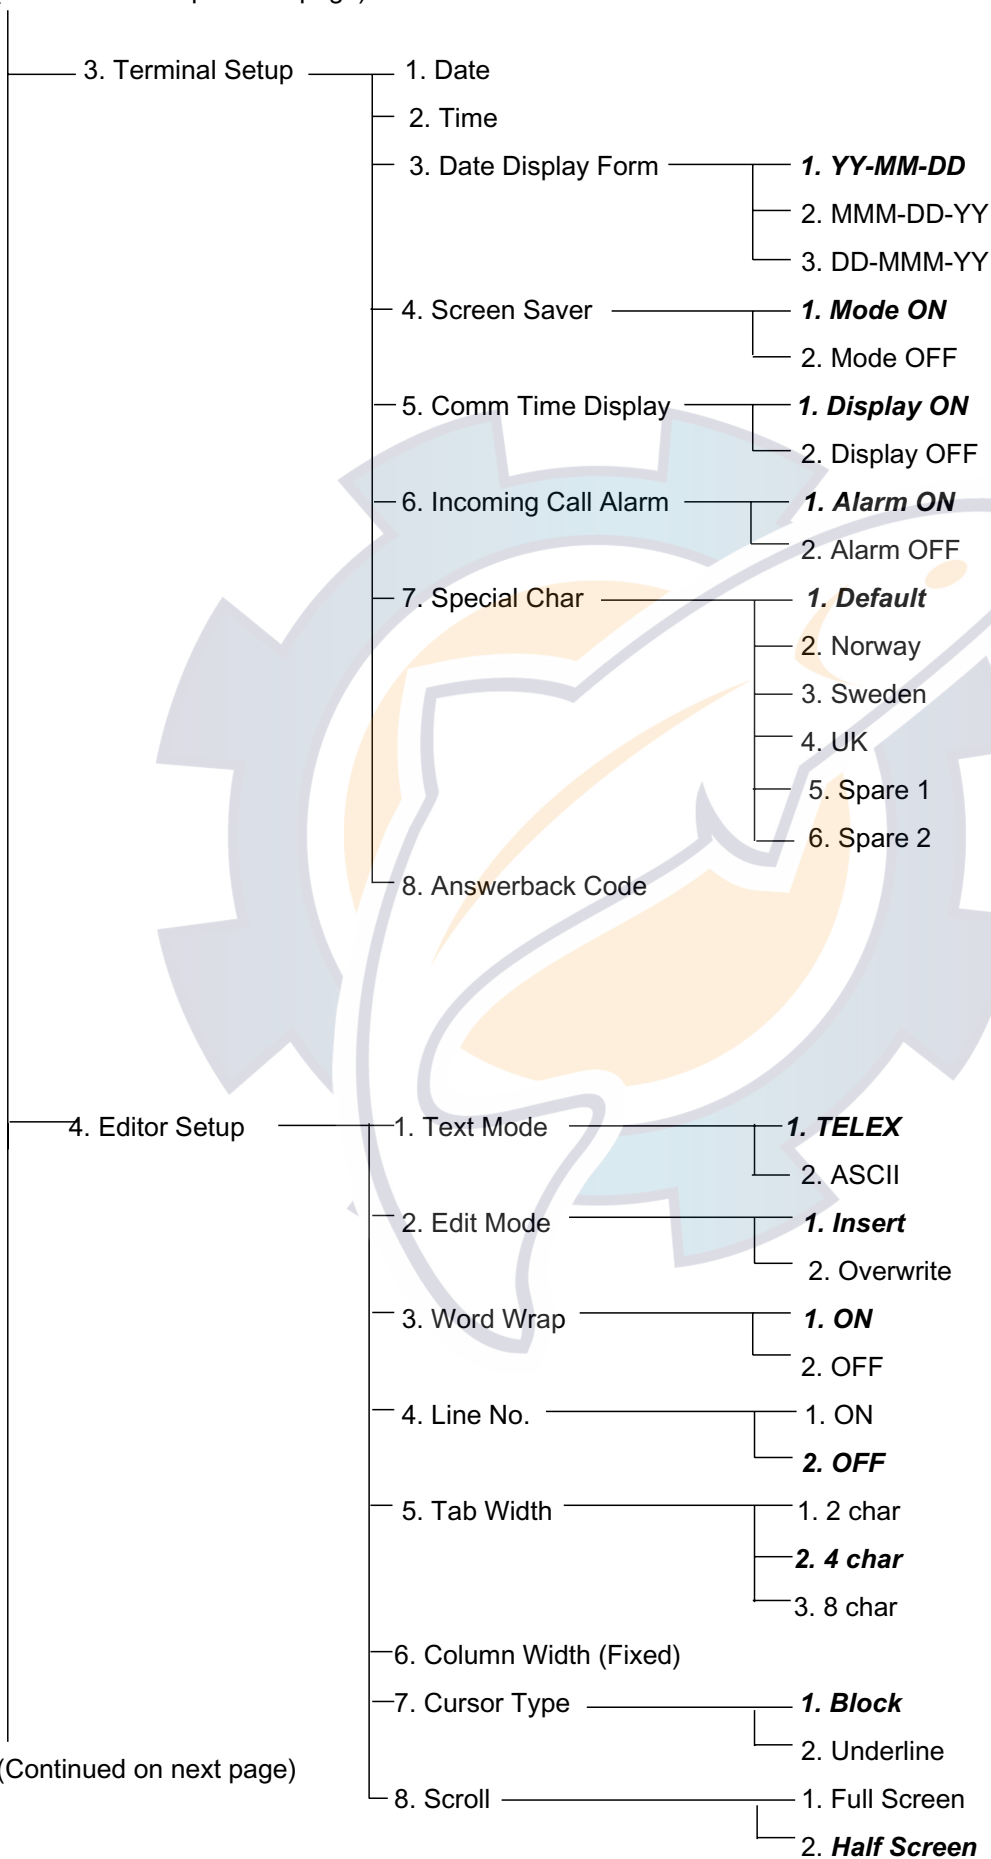 3. Terminal Setup 1. Date
2. Time
3. Date Display Form 1. YY-MM-DD
2. MMM-DD-YY
3. DD-MMM-YY
4. Screen Saver 1. Mode ON
2. Mode OFF
5. Comm Time Display 1. Display ON
2. Display OFF
6. Incoming Call Alarm 1. Alarm ON
2. Alarm OFF
7. Special Char 1. Default
2. Norway
3. Sweden
4. UK
5. Spare 1
6. Spare 2
8. Answerback Code
4. Editor Setup 1. Text Mode 1. TELEX
2. ASCII
2. Edit Mode 1. Insert
2. Overwrite
3. Word Wrap 1. ON
2. OFF
4. Line No. 1. ON
2. OFF
5. Tab Width 1. 2 char
2. 4 char
3. 8 char
6. Column Width (Fixed)
7. Cursor Type 1. Block
2. Underline
(Continued on next page)
8. Scroll 1. Full Screen
2. Half Screen